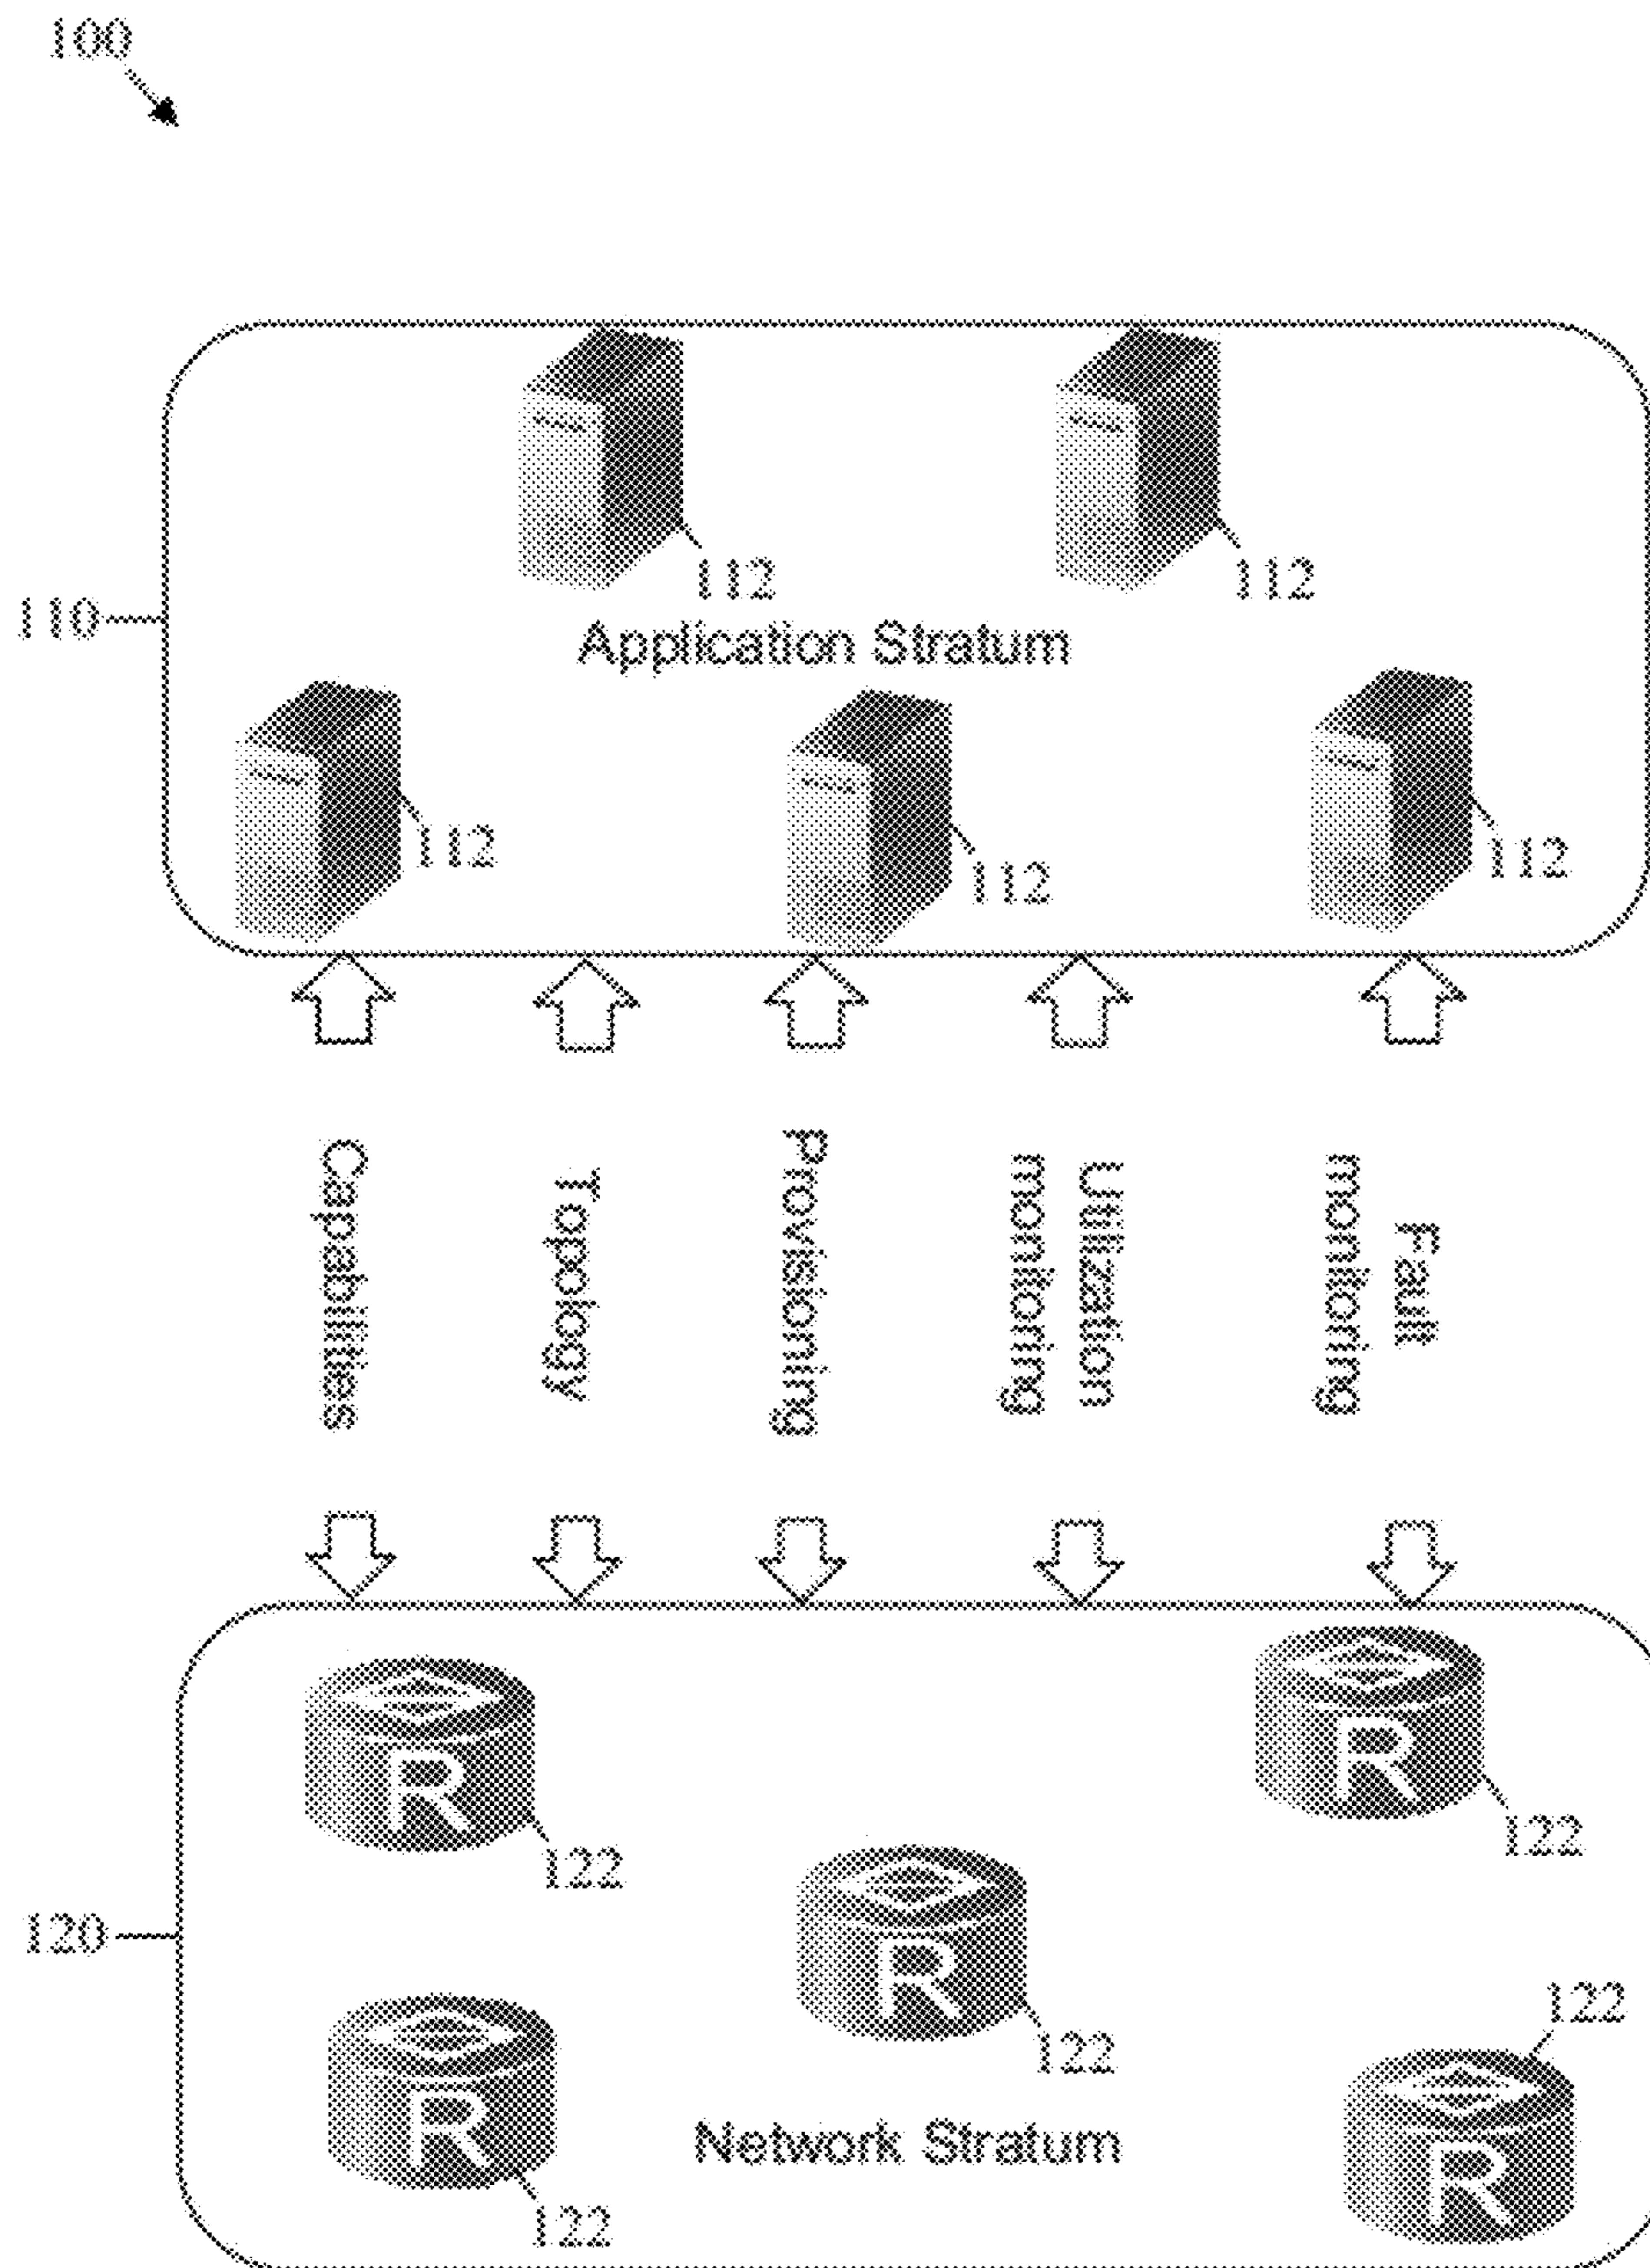 100
112
112
110
Application Stratum
112
112
112
Capabilities
Topology
Provisioning
Utilization
monitoring
Fault
monitoring
R
R
122
122
R
120
122
122
R
R
Network Stratum
122